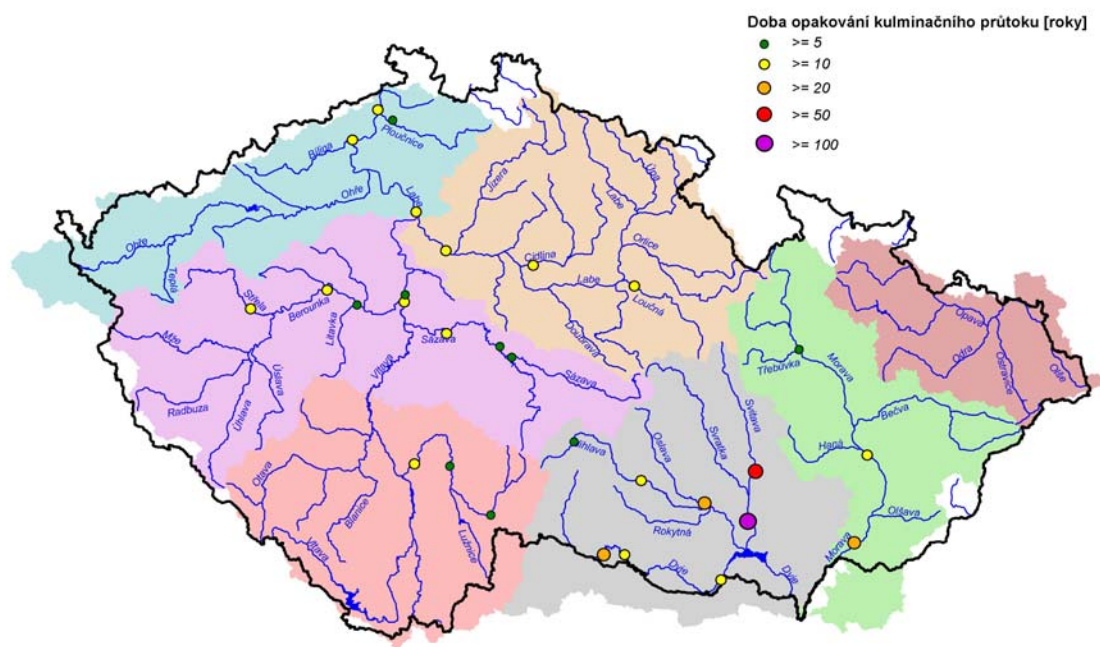 Doba opakování kulminačního průtoku [roky]
>= 5
>= 10
>= 20
>= 50
>= 100
Ploučnice
Bílina
Ohře
Labe
Jizera
Labe
Úpa
Ohře
Teplá
Cidlina
Orlice
Labe
Loučná
Doubrava
Střela
Berounka
Litavka
Mže
Úslava
Radbuza
Úhlava
Vltava
Sázava
Sázava
Opava
Odra
Ostravice
Olše
Třebůvka
Morava
Bečva
Haná
Olšava
Morava
Svitava
Svratka
Oslava
Jihlava
Rokytná
Dyje
Dyje
Otava
Blanice
Lužnice
Vltava